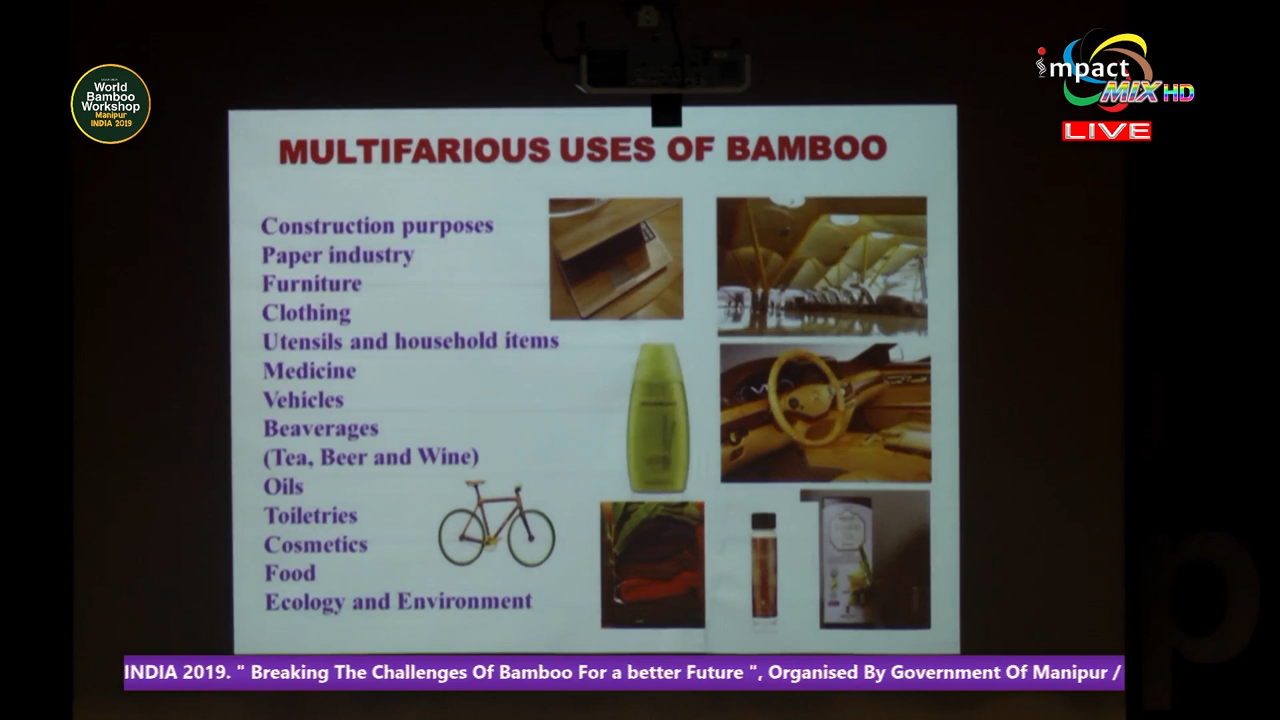 World
Bamboo
Workshop
Manipur
INDIA 2019
impact
MIX HD
LIVE
MULTIFARIOUS USES OF BAMBOO
Construction purposes
Paper industry
Furniture
Clothing
Utensils and household items
Medicine
Vehicles
Beaverages
(Tea, Beer and Wine)
Oils
Toiletries
Cosmetics
Food
Ecology and Environment
INDIA 2019. " Breaking The Challenges Of Bamboo For a better Future ", Organised By Government Of Manipur /